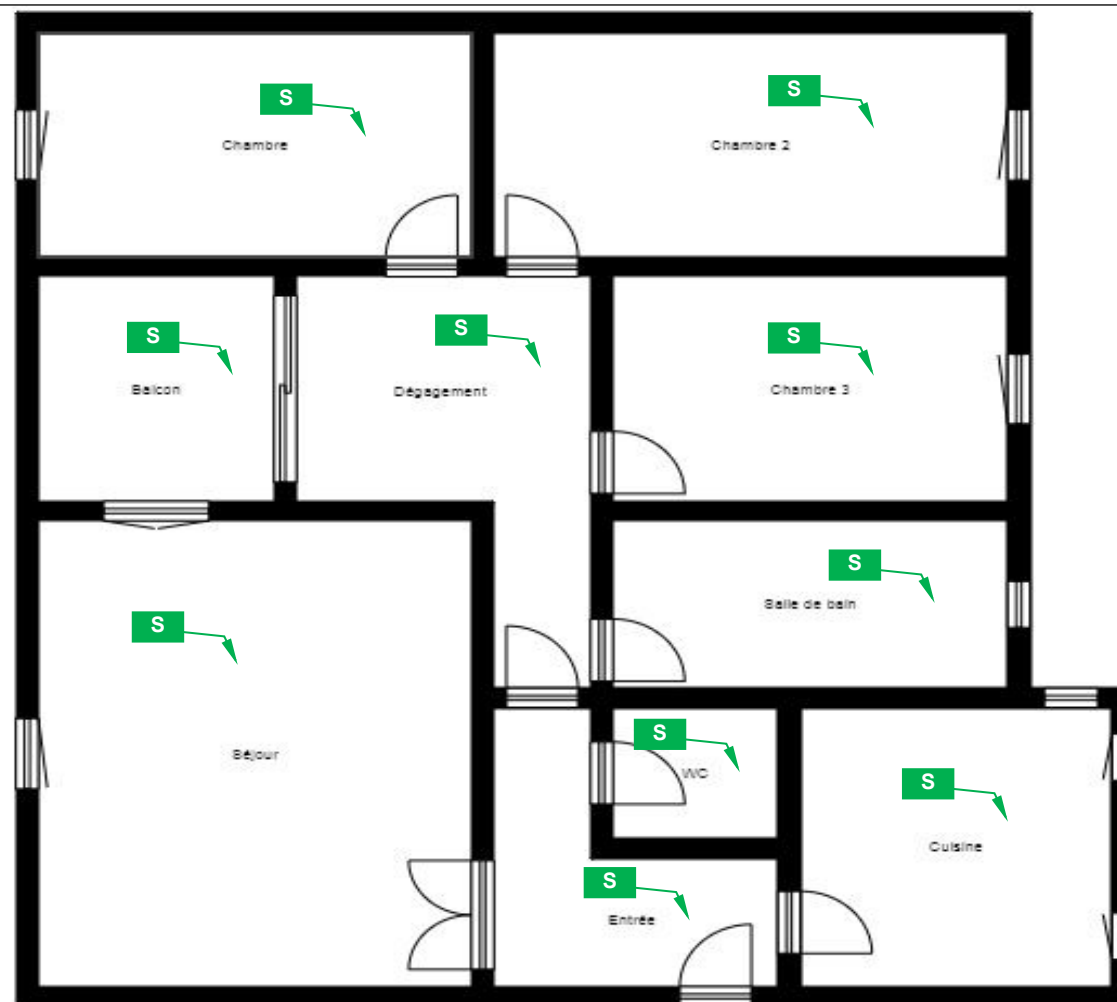 S
S
Chambre
Chambre 2
S
S
S
Balcon
Dégagement
Chambre 3
S
Salle de bain
S
S
Séjour
WC
S
Cuisine
S
Entrée